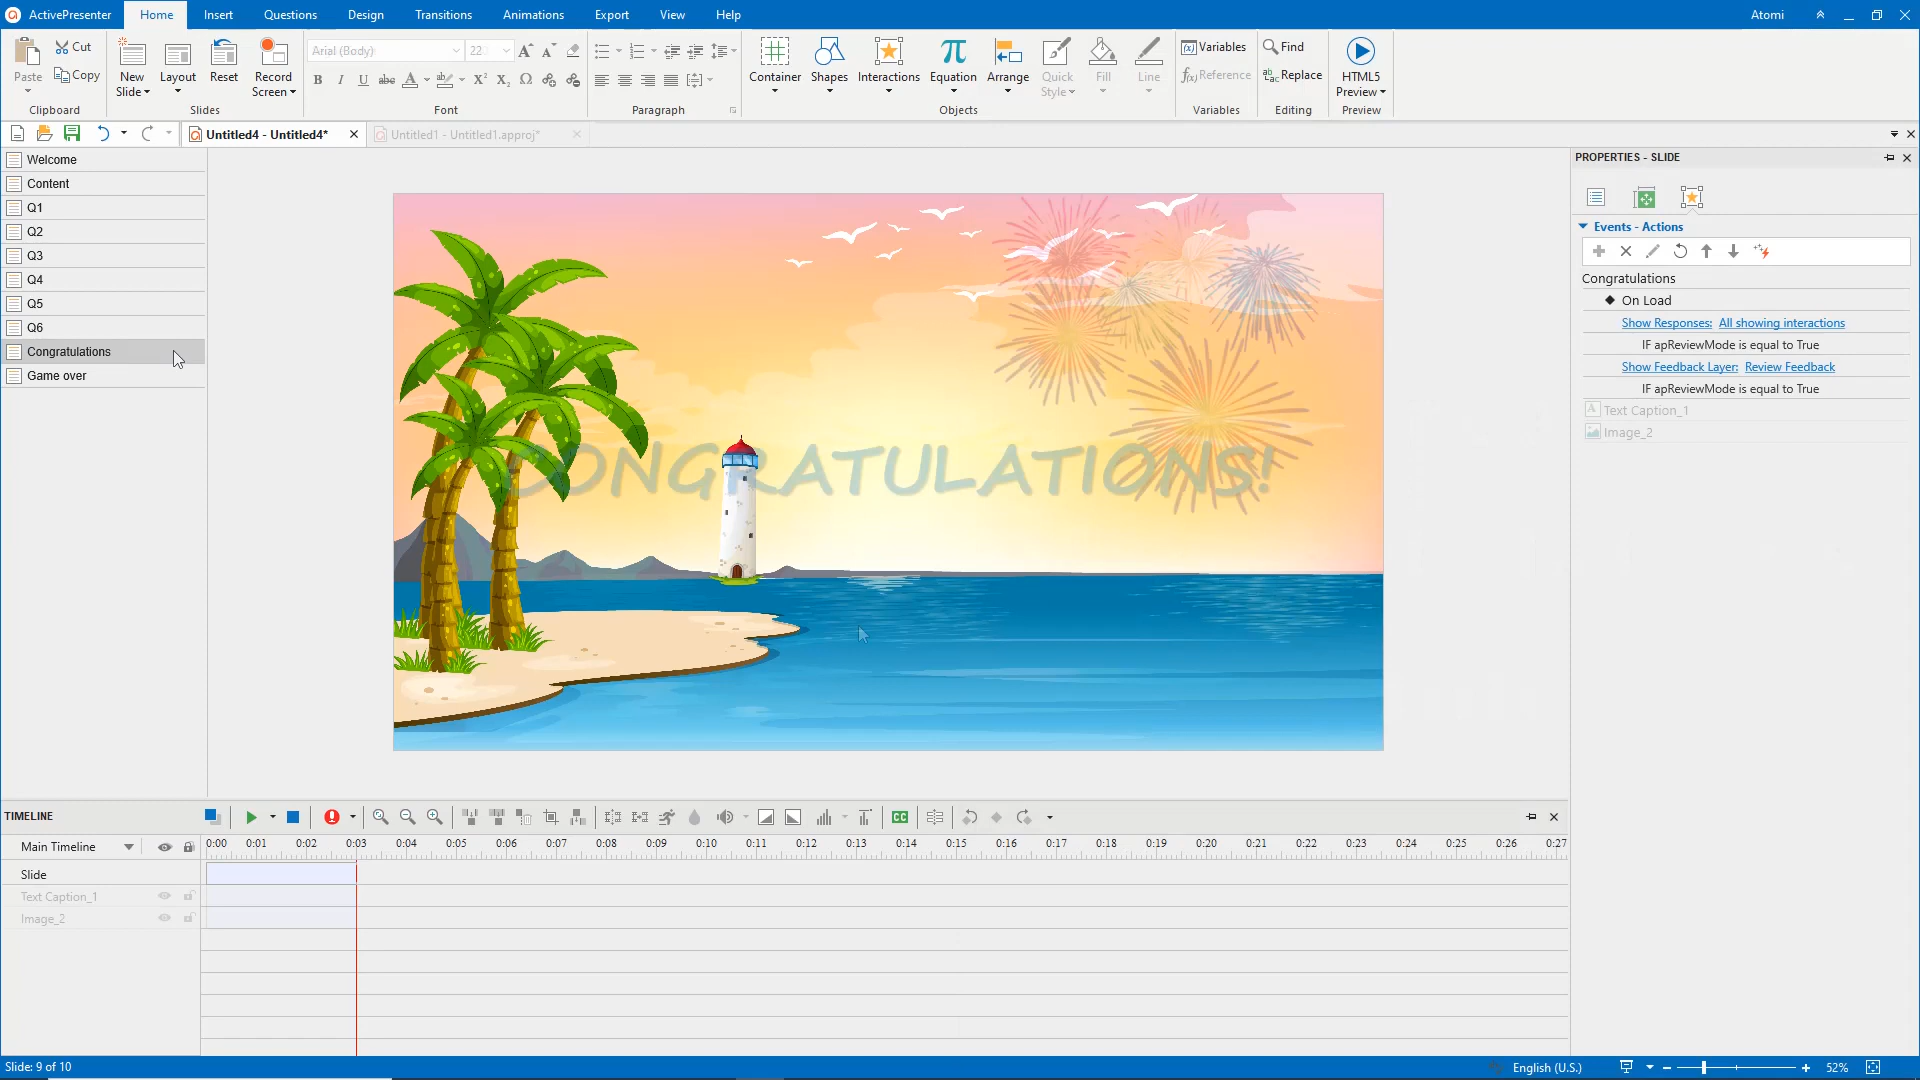 ActivePresenter
Home Insert Questions Design Transitions Animations Export View Help
Atomi
Paste
Cut
Copy
Clipboard
New Slide
Layout
Reset
Record Screen
Slides
Arial (Body) 22
Font
Paragraph
Container
Shapes
Interactions
Equation
Arrange
Quick Style
Fill
Line
Objects
Variables
Reference
Variables
Find
Replace
Editing
HTML5 Preview
Preview
Untitled4 - Untitled4*
Untitled1 - Untitled1.approj*
Welcome
Content
Q1
Q2
Q3
Q4
Q5
Q6
Congratulations
Game over
CONGRATULATIONS!
PROPERTIES - SLIDE
Events - Actions
Congratulations
On Load
Show Responses: All showing interactions
IF apReviewMode is equal to True
Show Feedback Layer: Review Feedback
IF apReviewMode is equal to True
Text Caption_1
Image_2
TIMELINE
CC
Main Timeline
0:00 0:01 0:02 0:03 0:04 0:05 0:06 0:07 0:08 0:09 0:10 0:11 0:12 0:13 0:14 0:15 0:16 0:17 0:18 0:19 0:20 0:21 0:22 0:23 0:24 0:25 0:26 0:27
Slide
Text Caption_1
Image_2
Slide: 9 of 10
English (U.S.)
52%